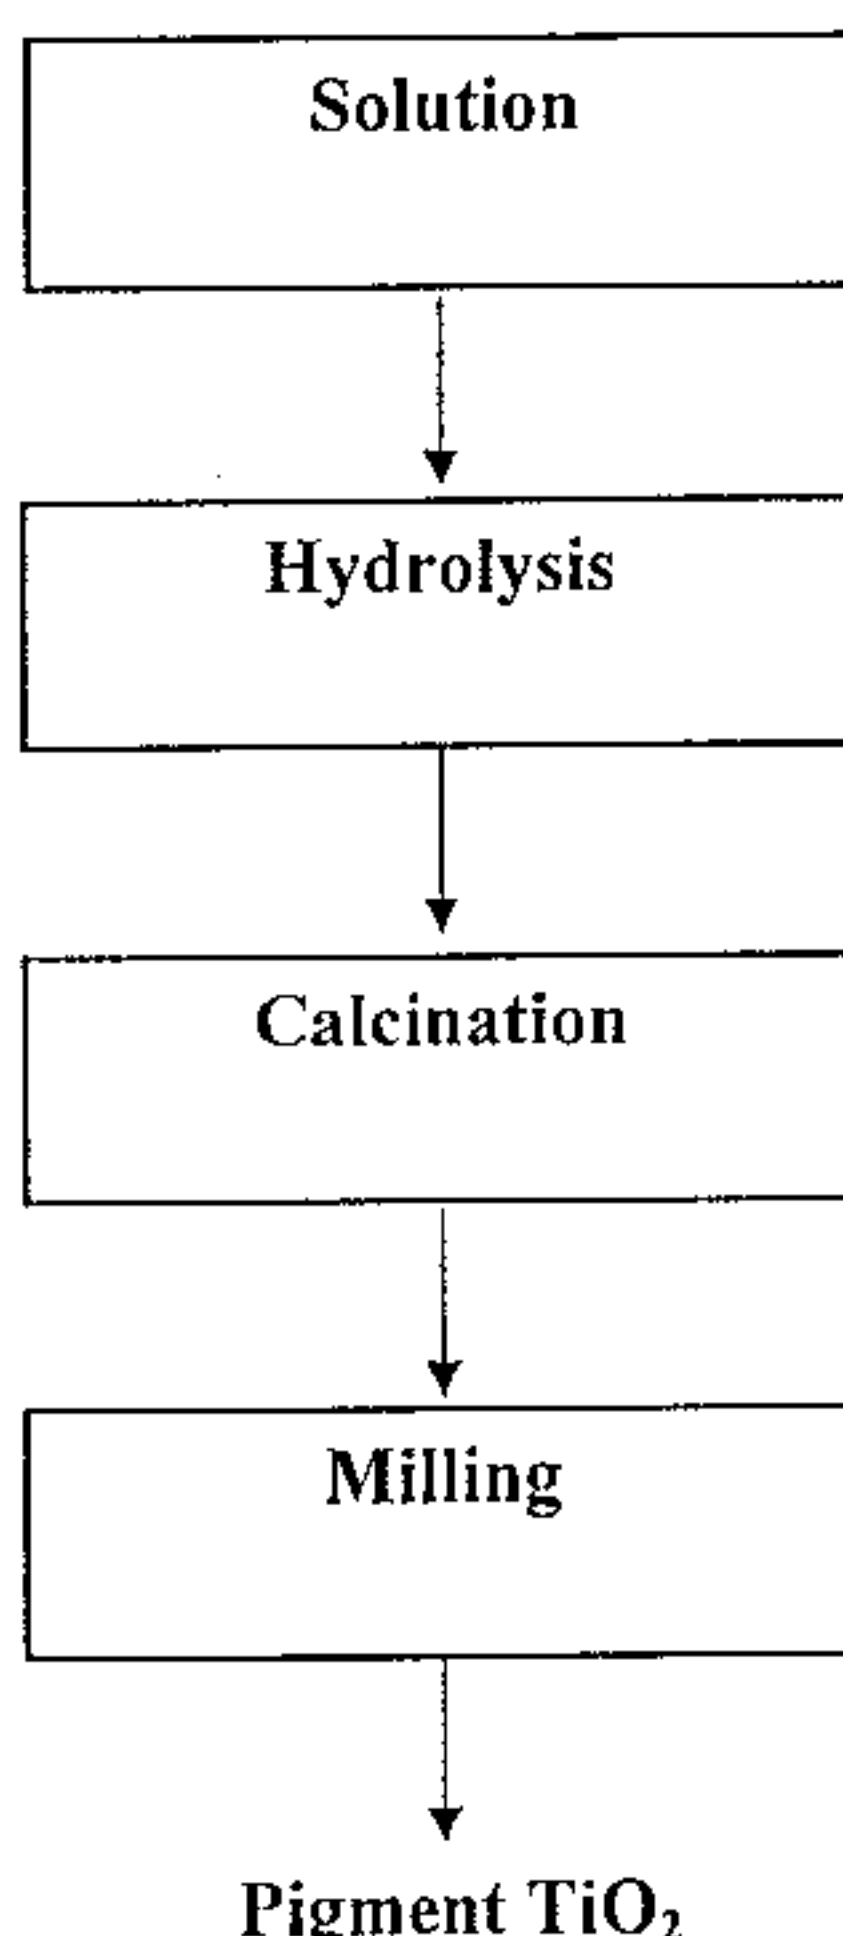 Solution
Hydrolysis
Calcination
Milling
Pigment TiO₂